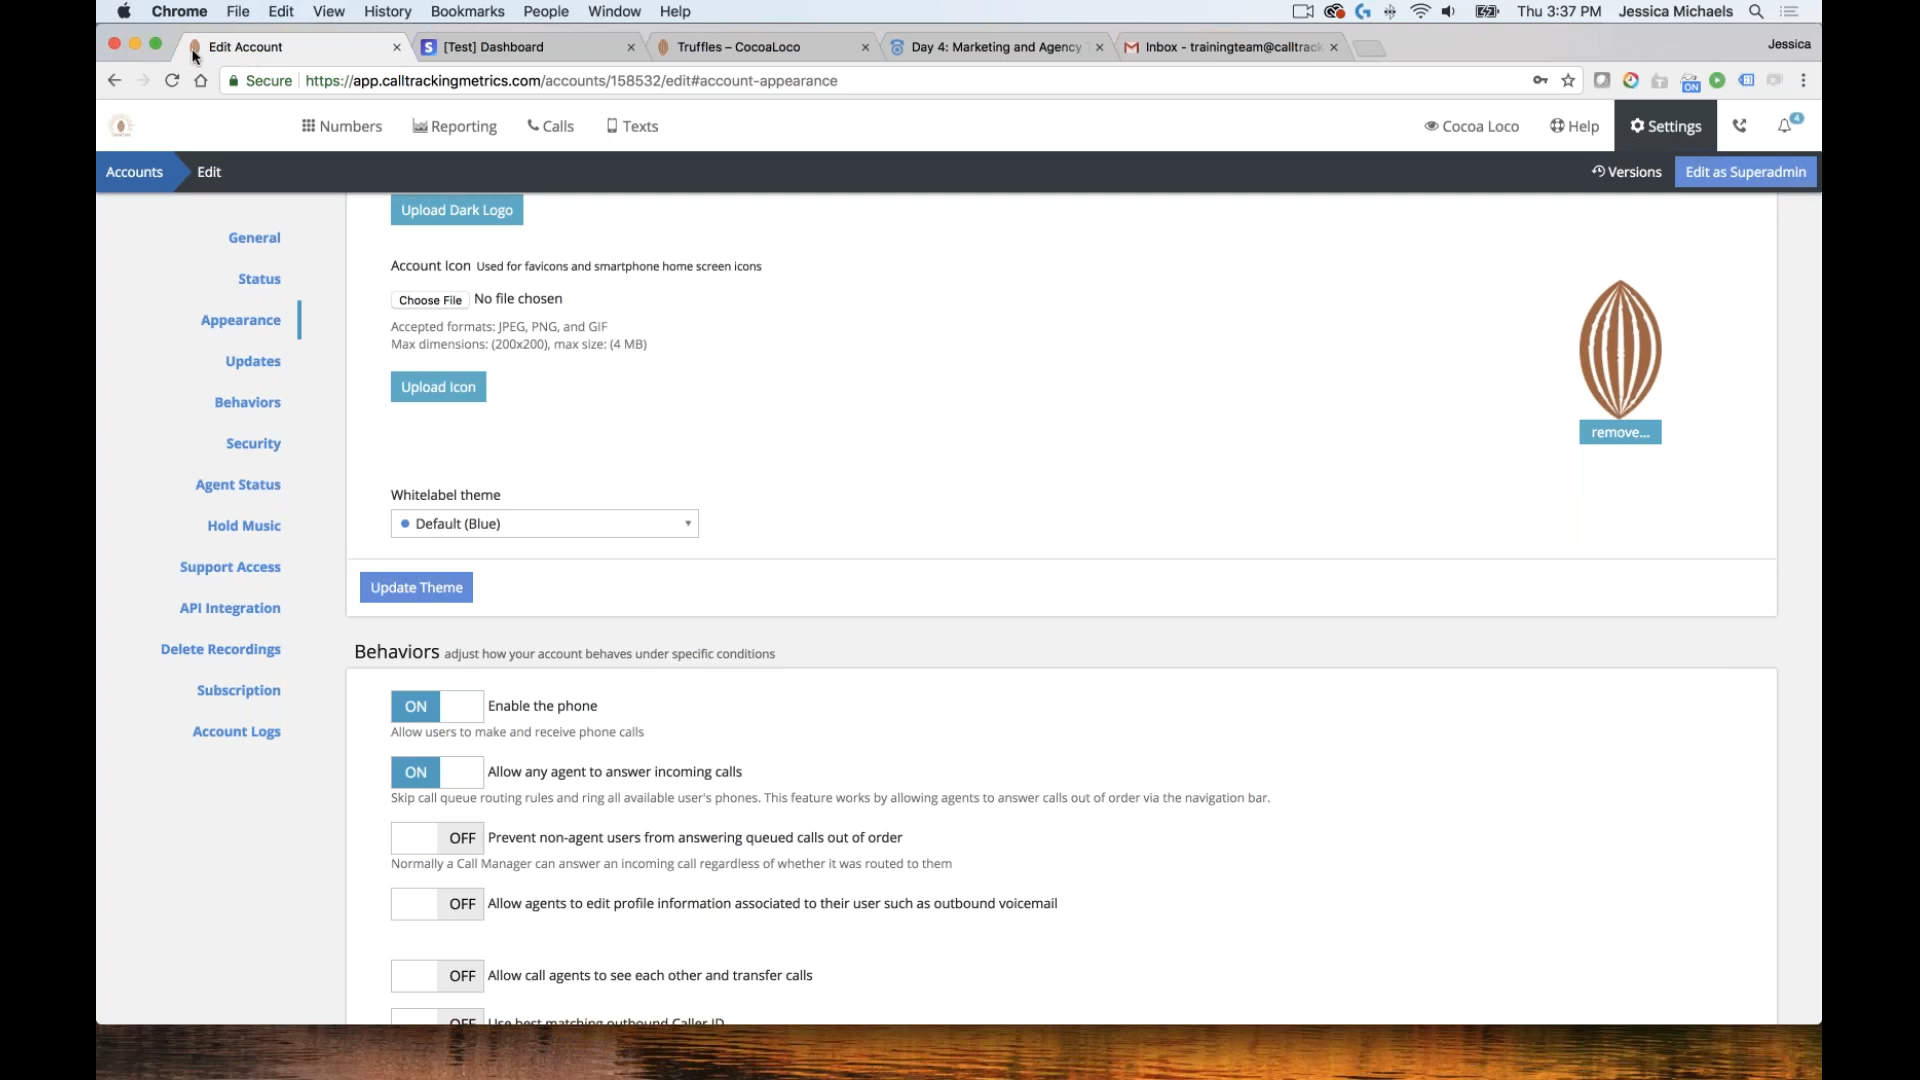 Chrome File Edit View History Bookmarks People Window Help Thu 3:37 PM Jessica Michaels
Edit Account [Test] Dashboard Truffles – CocoaLoco Day 4: Marketing and Agency Inbox - trainingteam@calltrack Jessica
Secure https://app.calltrackingmetrics.com/accounts/158532/edit#account-appearance ON
Numbers Reporting Calls Texts Cocoa Loco Help Settings 4
Accounts Edit Versions Edit as Superadmin
Upload Dark Logo
General
Account Icon Used for favicons and smartphone home screen icons
Status
Choose File No file chosen
Appearance
Accepted formats: JPEG, PNG, and GIF
Max dimensions: (200x200), max size: (4 MB)
Updates
Upload Icon
Behaviors
remove...
Security
Agent Status
Whitelabel theme
Hold Music
Default (Blue)
Support Access
Update Theme
API Integration
Delete Recordings
Behaviors adjust how your account behaves under specific conditions
Subscription
ON Enable the phone
Account Logs
Allow users to make and receive phone calls
ON Allow any agent to answer incoming calls
Skip call queue routing rules and ring all available user's phones. This feature works by allowing agents to answer calls out of order via the navigation bar.
OFF Prevent non-agent users from answering queued calls out of order
Normally a Call Manager can answer an incoming call regardless of whether it was routed to them
OFF Allow agents to edit profile information associated to their user such as outbound voicemail
OFF Allow call agents to see each other and transfer calls
OFF Use best matching outbound Caller ID